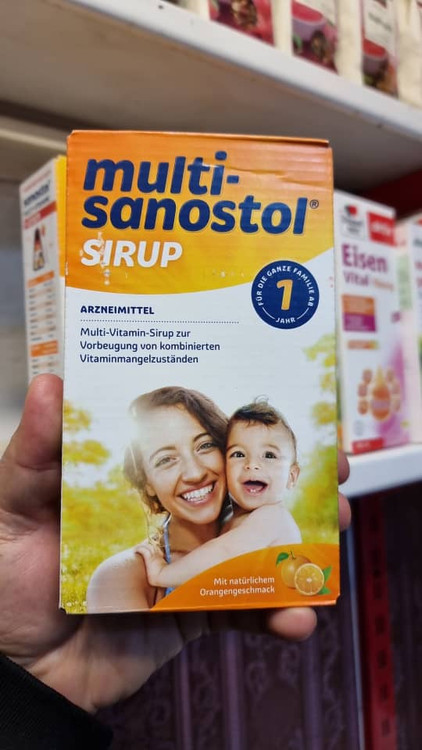 multi-
sanostol®
SIRUP
FÜR DIE GANZE FAMILIE AB
1
JAHR
ARZNEIMITTEL
Multi-Vitamin-Sirup zur
Vorbeugung von kombinierten
Vitaminmangelzuständen
Mit natürlichem
Orangengeschmack
Eisen
Vital